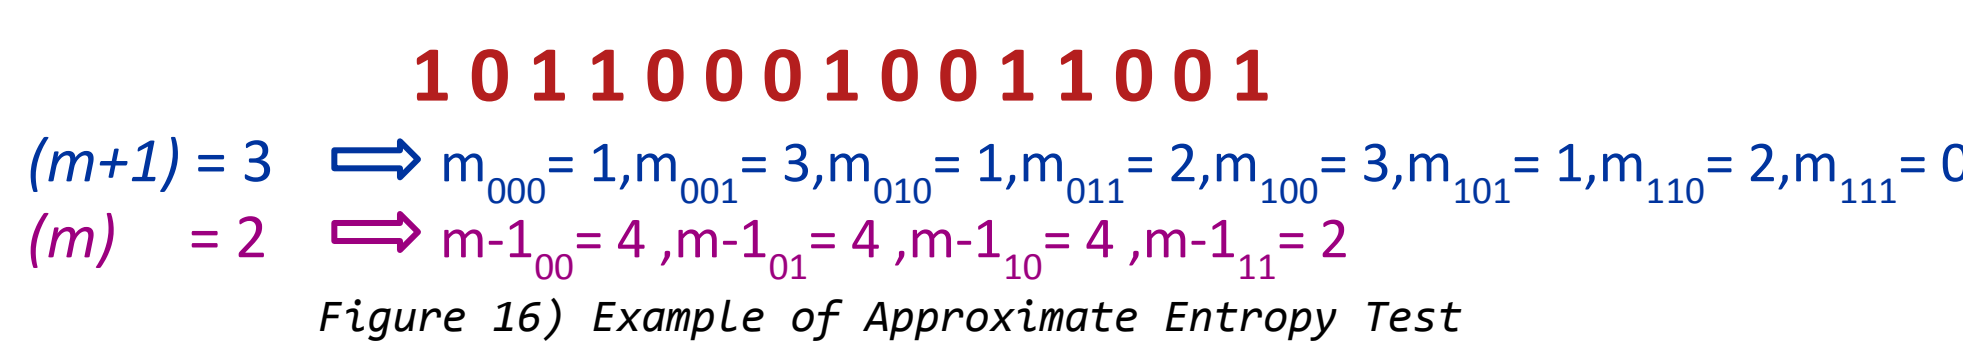 1 0 1 1 0 0 0 1 0 0 1 1 0 0 1
(m+1) = 3 ⇒ m000= 1,m001= 3,m010= 1,m011= 2,m100= 3,m101= 1,m110= 2,m111= 0
(m) = 2 ⇒ m-100= 4 ,m-101= 4 ,m-110= 4 ,m-111= 2
Figure 16) Example of Approximate Entropy Test